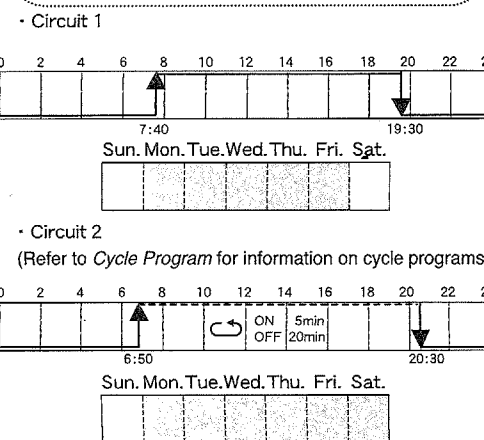 · Circuit 1
0 2 4 6 8 10 12 14 16 18 20 22
7:40 19:30
Sun. Mon. Tue. Wed. Thu. Fri. Sat.
· Circuit 2
(Refer to Cycle Program for information on cycle programs
0 2 4 6 8 10 12 14 16 18 20 22
ON 5min
OFF 20min
6:50 20:30
Sun. Mon. Tue. Wed. Thu. Fri. Sat.